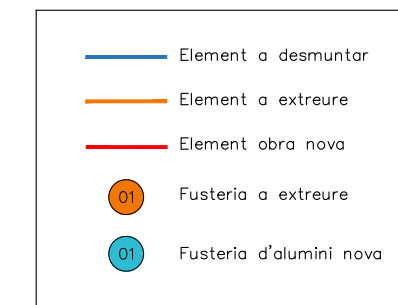 Element a desmuntar
Element a extreure
Element obra nova
01 Fusteria a extreure
01 Fusteria d'alumini nova